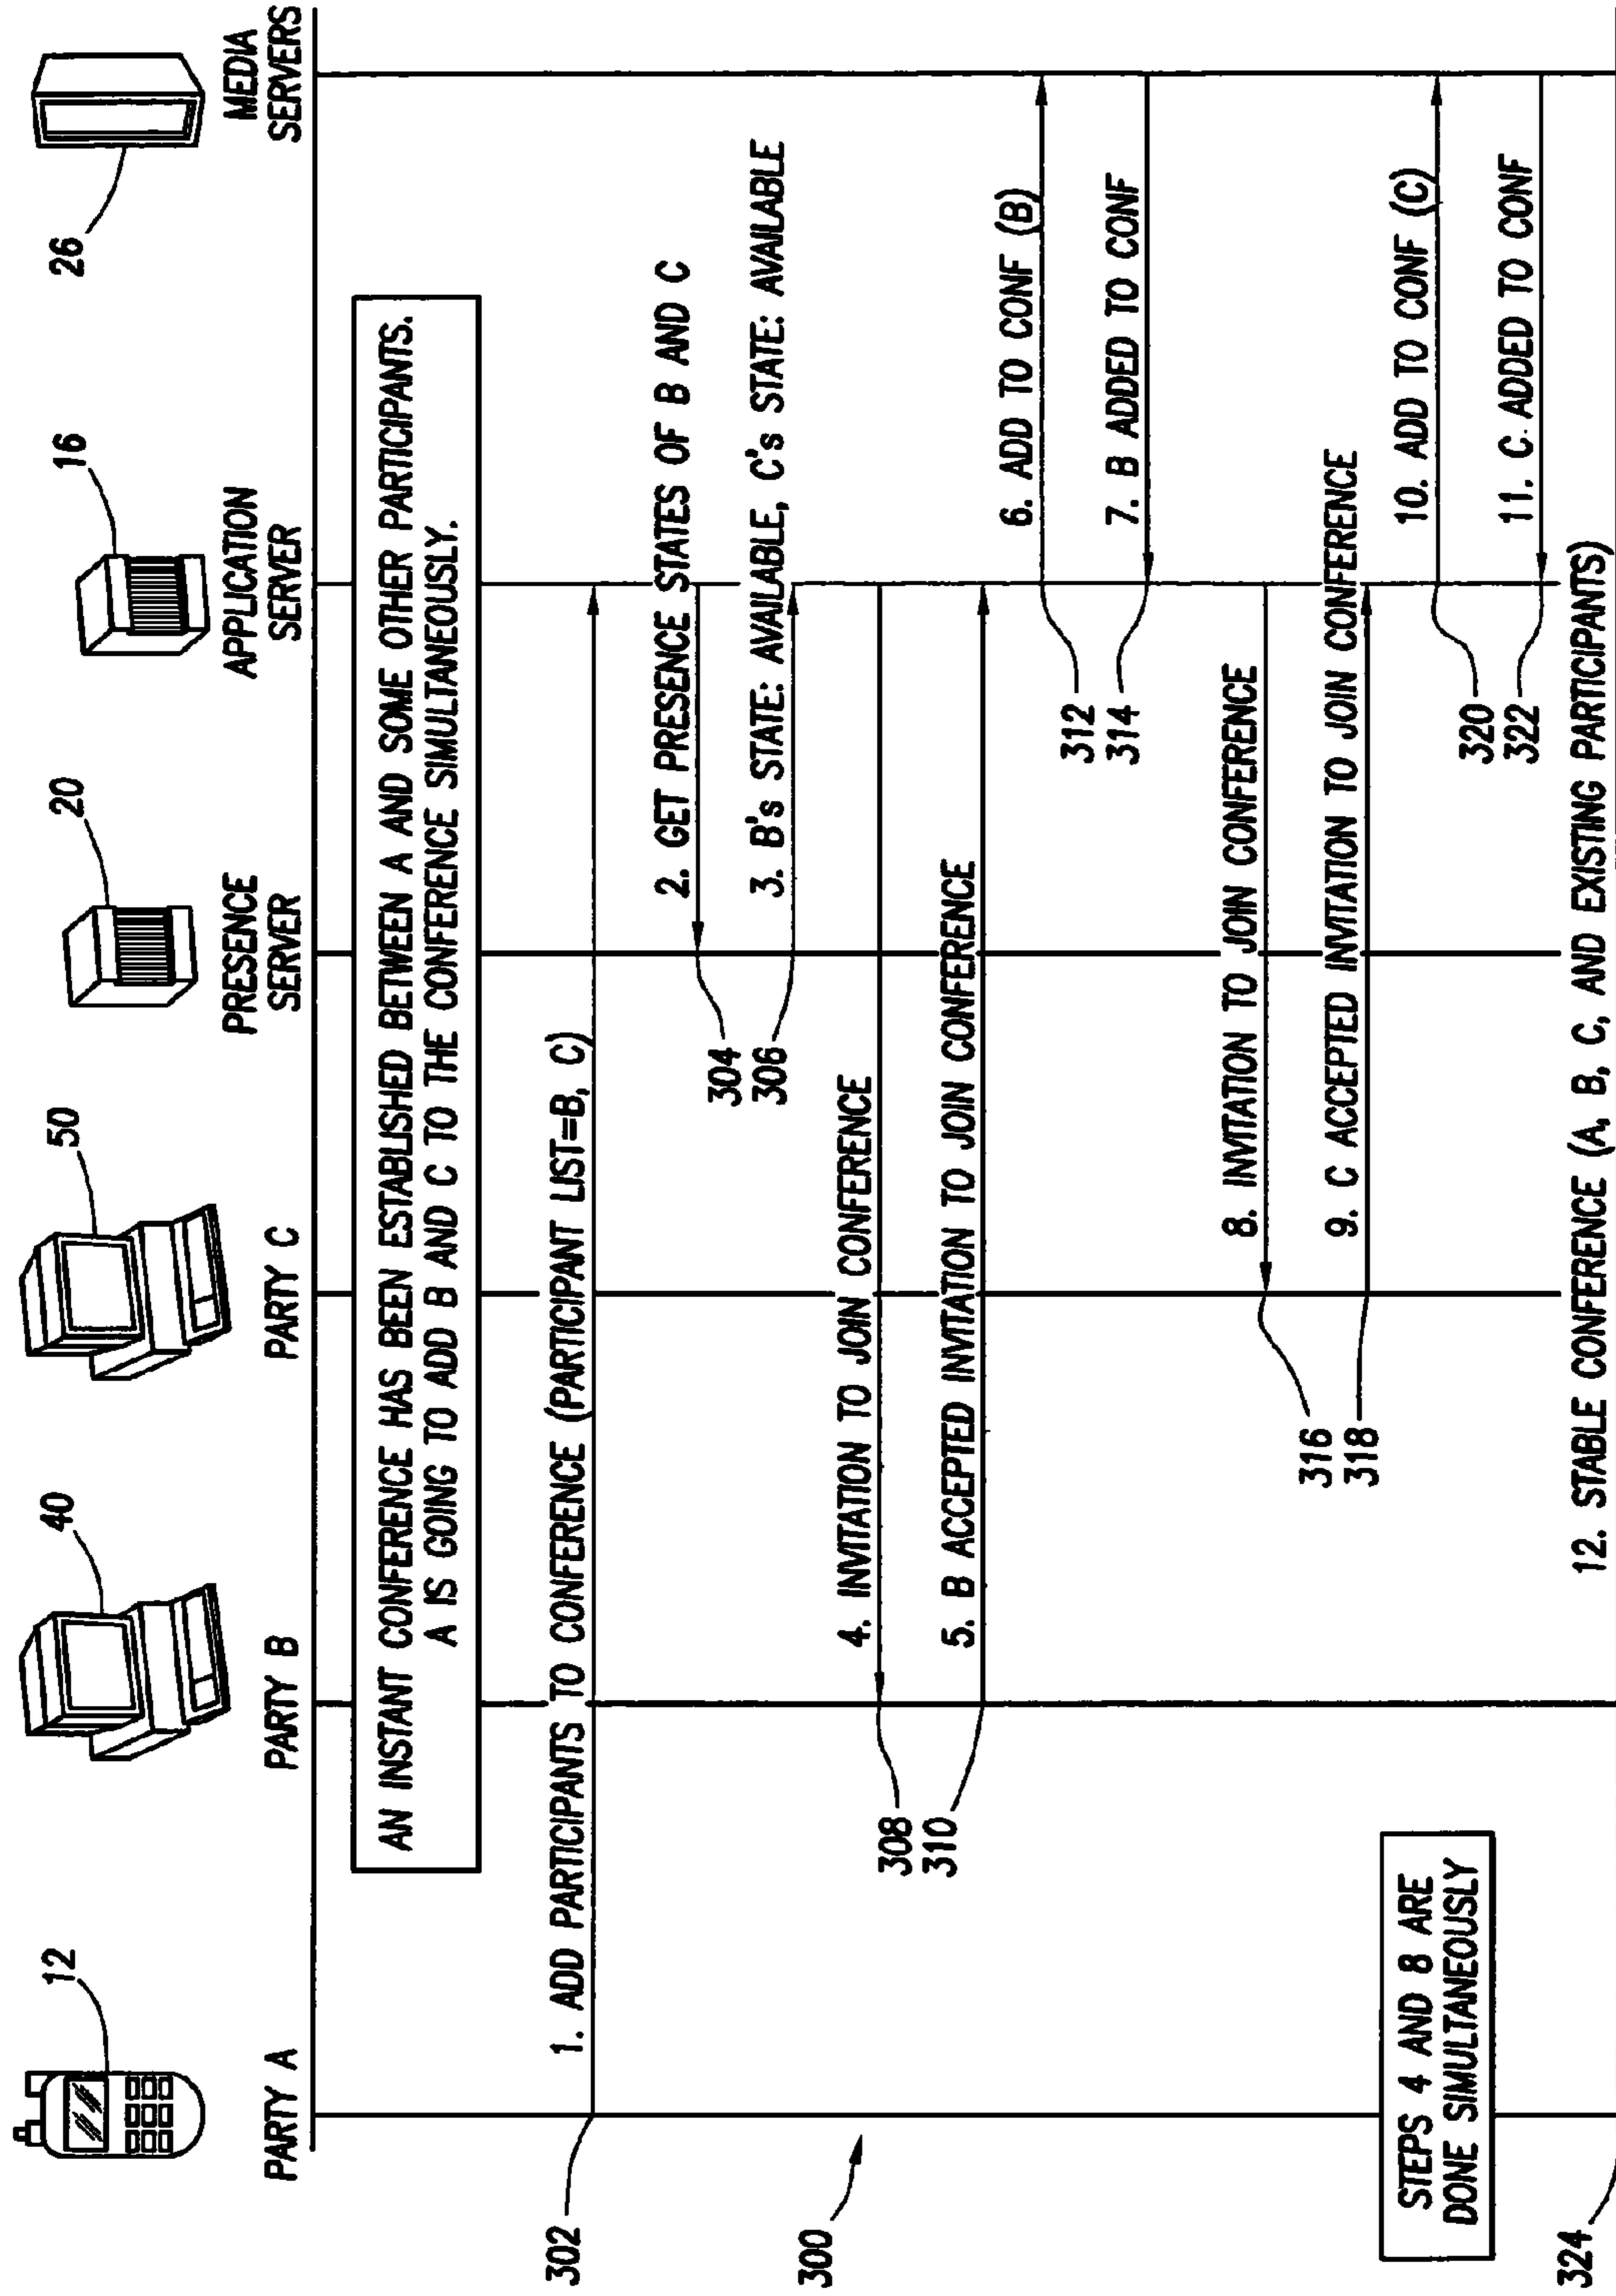 12
40
50
20
16
26
PARTY A
PARTY B
PARTY C
PRESENCE
SERVER
APPLICATION
SERVER
MEDIA
SERVERS
AN INSTANT CONFERENCE HAS BEEN ESTABLISHED BETWEEN A AND SOME OTHER PARTICIPANTS.
A IS GOING TO ADD B AND C TO THE CONFERENCE SIMULTANEOUSLY.
302
1. ADD PARTICIPANTS TO CONFERENCE (PARTICIPANT LIST=B, C)
2. GET PRESENCE STATES OF B AND C
304
3. B's STATE: AVAILABLE, C's STATE: AVAILABLE
306
300
4. INVITATION TO JOIN CONFERENCE
308
5. B ACCEPTED INVITATION TO JOIN CONFERENCE
310
6. ADD TO CONF (B)
312
7. B ADDED TO CONF
314
8. INVITATION TO JOIN CONFERENCE
316
9. C ACCEPTED INVITATION TO JOIN CONFERENCE
318
STEPS 4 AND 8 ARE
DONE SIMULTANEOUSLY
10. ADD TO CONF (C)
320
11. C ADDED TO CONF
322
12. STABLE CONFERENCE (A, B, C, AND EXISTING PARTICIPANTS)
324